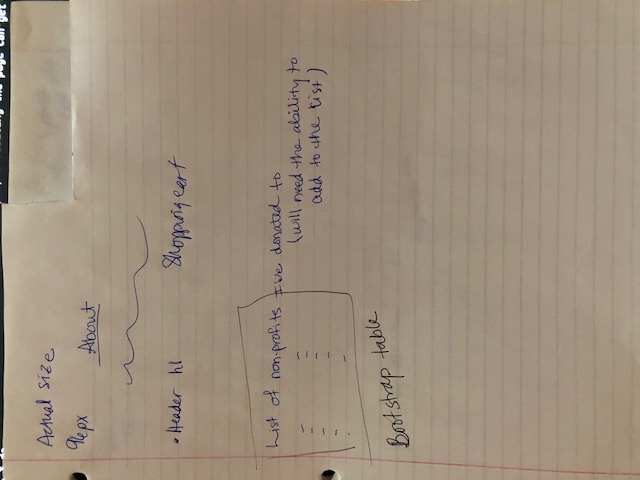 the page can get
Actual size
96px
About
• Header h1
Shopping cart
List of non-profits I've donated to
(will need the ability to
add to the list)
Bootstrap table